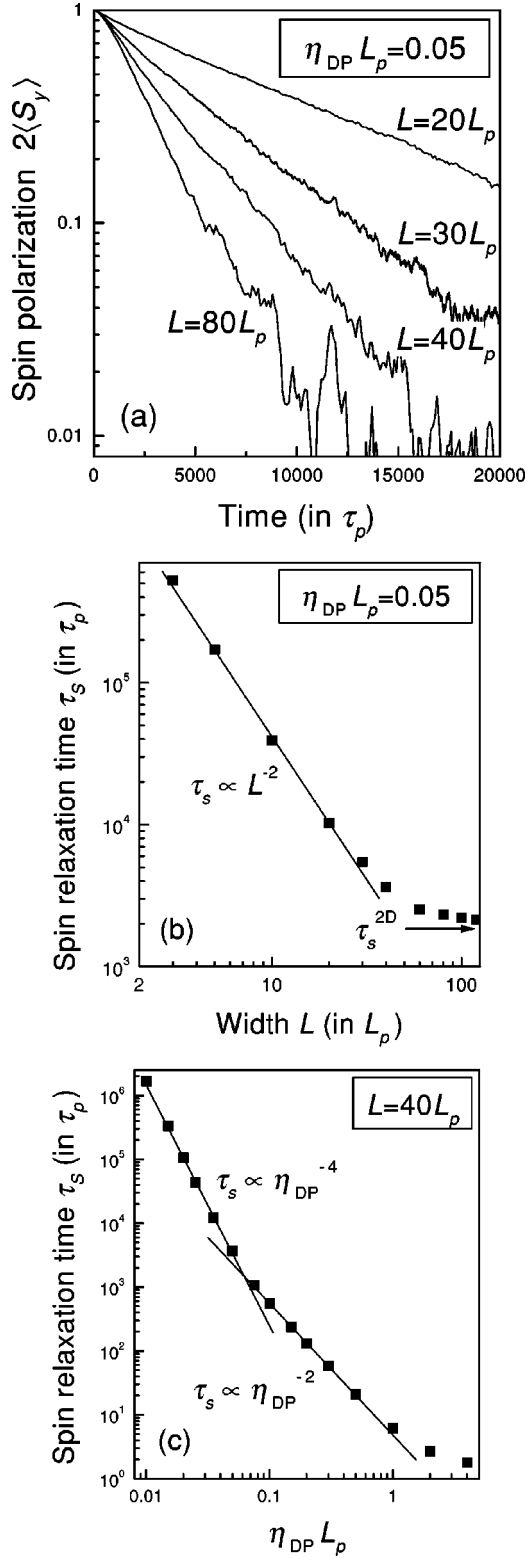 1
η_DP L_p=0.05
L=20L_p
0.1
L=30L_p
L=80L_p
L=40L_p
(a)
0.01
0 5000 10000 15000 20000
Time (in τ_p)
Spin polarization 2⟨S_y⟩
η_DP L_p=0.05
10^5
τ_s ∝ L^-2
10^4
τ_s^2D
(b)
10^3
2 10 100
Width L (in L_p)
Spin relaxation time τ_s (in τ_p)
L=40L_p
10^6
10^5
τ_s ∝ η_DP^-4
10^4
10^3
10^2
τ_s ∝ η_DP^-2
10^1
(c)
10^0
0.01 0.1 1
η_DP L_p
Spin relaxation time τ_s (in τ_p)